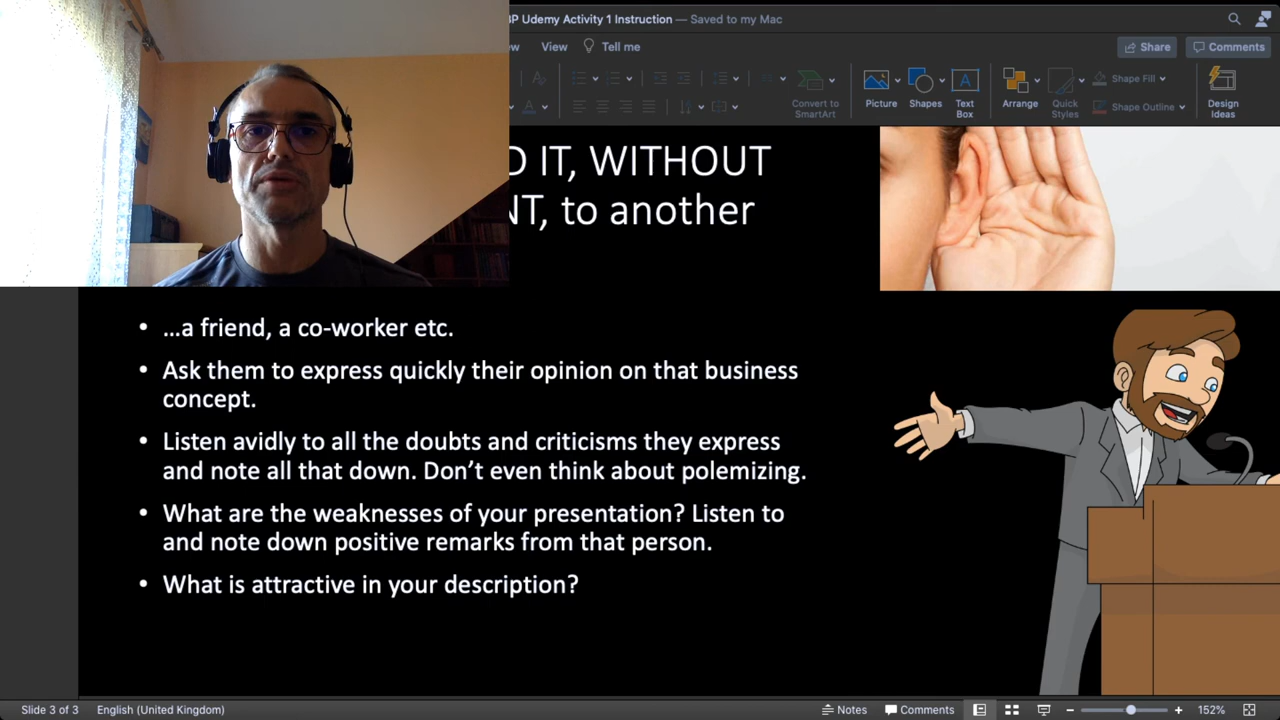 BP Udemy Activity 1 Instruction — Saved to my Mac
View Tell me
Share Comments
Convert to SmartArt
Picture
Shapes
Text Box
Arrange
Quick Styles
Shape Fill
Shape Outline
Design Ideas
IT, WITHOUT
to another
• ...a friend, a co-worker etc.
• Ask them to express quickly their opinion on that business
concept.
• Listen avidly to all the doubts and criticisms they express
and note all that down. Don't even think about polemizing.
• What are the weaknesses of your presentation? Listen to
and note down positive remarks from that person.
• What is attractive in your description?
Slide 3 of 3 English (United Kingdom) Notes Comments 152%